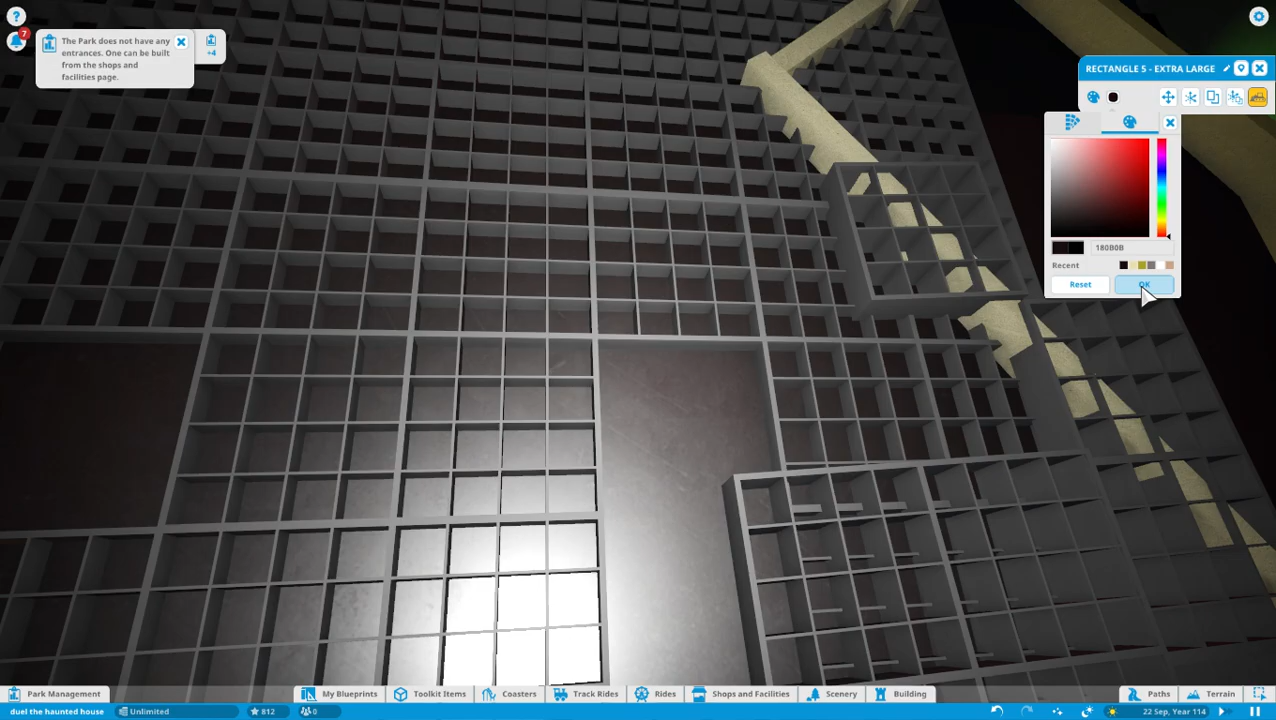 ?
7
The Park does not have any
entrances. One can be built
from the shops and
facilities page.
+4
RECTANGLE 5 - EXTRA LARGE
180B0B
Recent
Reset
OK
Park Management
My Blueprints
Toolkit Items
Coasters
Track Rides
Rides
Shops and Facilities
Scenery
Building
Paths
Terrain
duel the haunted house
Unlimited
812
0
22 Sep, Year 114